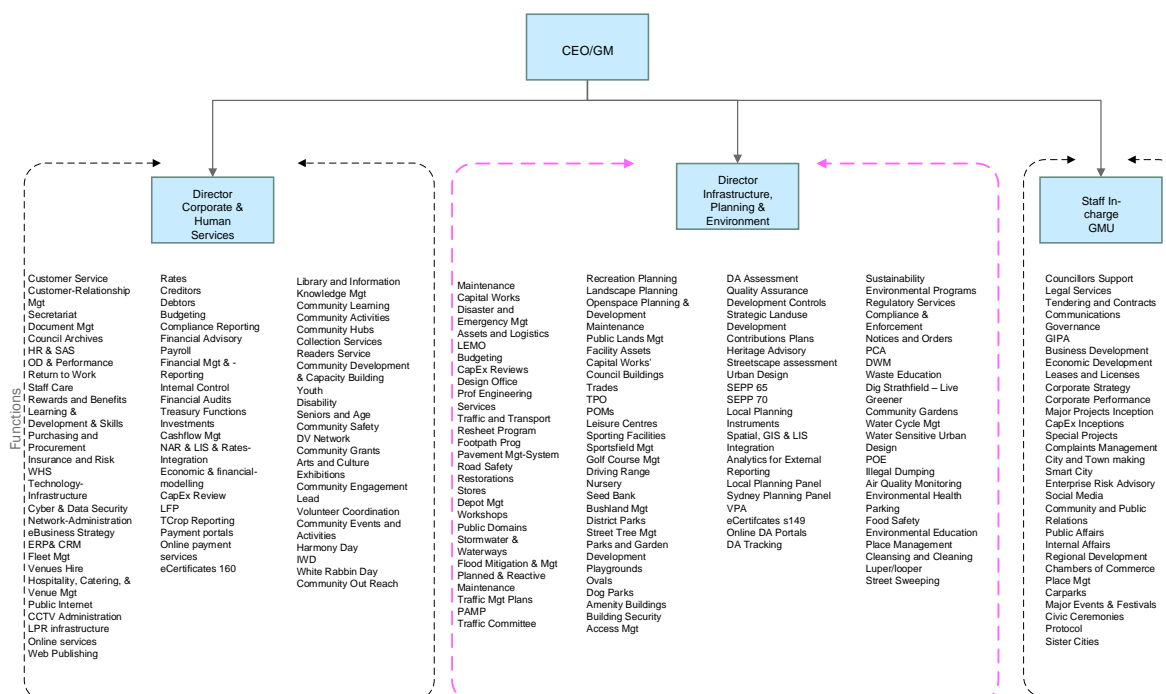 CEO/GM
Director
Corporate &
Human
Services
Director
Infrastructure,
Planning &
Environment
Staff In-
charge
GMU
Functions
Customer Service
Customer-Relationship
Mgt
Secretariat
Document Mgt
Council Archives
HR & SAS
OD & Performance
Return to Work
Staff Care
Rewards and Benefits
Learning &
Development & Skills
Purchasing and
Procurement
Insurance and Risk
WHS
Technology-
Infrastructure
Cyber & Data Security
Network-Administration
eBusiness Strategy
ERP& CRM
Fleet Mgt
Venues Hire
Hospitality, Catering, &
Venue Mgt
Public Internet
CCTV Administration
LPR infrastructure
Online services
Web Publishing
Rates
Creditors
Debtors
Budgeting
Compliance Reporting
Financial Advisory
Payroll
Financial Mgt & -
Reporting
Internal Control
Financial Audits
Treasury Functions
Investments
Cashflow Mgt
NAR & LIS & Rates-
Integration
Economic & financial-
modelling
CapEx Review
LFP
TCrop Reporting
Payment portals
Online payment
services
eCertificates 160
Library and Information
Knowledge Mgt
Community Learning
Community Activities
Community Hubs
Collection Services
Readers Service
Community Development
& Capacity Building
Youth
Disability
Seniors and Age
Community Safety
DV Network
Community Grants
Arts and Culture
Exhibitions
Community Engagement
Lead
Volunteer Coordination
Community Events and
Activities
Harmony Day
IWD
White Rabbin Day
Community Out Reach
Maintenance
Capital Works
Disaster and
Emergency Mgt
Assets and Logistics
LEMO
Budgeting
CapEx Reviews
Design Office
Prof Engineering
Services
Traffic and Transport
Resheet Program
Footpath Prog
Pavement Mgt-System
Road Safety
Restorations
Stores
Depot Mgt
Workshops
Public Domains
Stormwater &
Waterways
Flood Mitigation & Mgt
Planned & Reactive
Maintenance
Traffic Mgt Plans
PAMP
Traffic Committee
Recreation Planning
Landscape Planning
Openspace Planning &
Development
Maintenance
Public Lands Mgt
Facility Assets
Capital Works'
Council Buildings
Trades
TPO
POMs
Leisure Centres
Sporting Facilities
Sportsfield Mgt
Golf Course Mgt
Driving Range
Nursery
Seed Bank
Bushland Mgt
District Parks
Street Tree Mgt
Parks and Garden
Development
Playgrounds
Ovals
Dog Parks
Amenity Buildings
Building Security
Access Mgt
DA Assessment
Quality Assurance
Development Controls
Strategic Landuse
Development
Contributions Plans
Heritage Advisory
Streetscape assessment
Urban Design
SEPP 65
SEPP 70
Local Planning
Instruments
Spatial, GIS & LIS
Integration
Analytics for External
Reporting
Local Planning Panel
Sydney Planning Panel
VPA
eCertifcates s149
Online DA Portals
DA Tracking
Sustainability
Environmental Programs
Regulatory Services
Compliance &
Enforcement
Notices and Orders
PCA
DWM
Waste Education
Dig Strathfield – Live
Greener
Community Gardens
Water Cycle Mgt
Water Sensitive Urban
Design
POE
Illegal Dumping
Air Quality Monitoring
Environmental Health
Parking
Food Safety
Environmental Education
Place Management
Cleansing and Cleaning
Luper/looper
Street Sweeping
Councillors Support
Legal Services
Tendering and Contracts
Communications
Governance
GIPA
Business Development
Economic Development
Leases and Licenses
Corporate Strategy
Corporate Performance
Major Projects Inception
CapEx Inceptions
Special Projects
Complaints Management
City and Town making
Smart City
Enterprise Risk Advisory
Social Media
Community and Public
Relations
Public Affairs
Internal Affairs
Regional Development
Chambers of Commerce
Place Mgt
Carparks
Major Events & Festivals
Civic Ceremonies
Protocol
Sister Cities